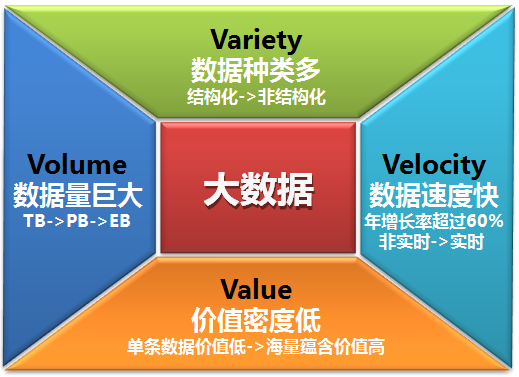 Variety
数据种类多
结构化->非结构化
Volume
数据量巨大
TB->PB->EB
大数据
Velocity
数据速度快
年增长率超过60%
非实时->实时
Value
价值密度低
单条数据价值低->海量蕴含价值高